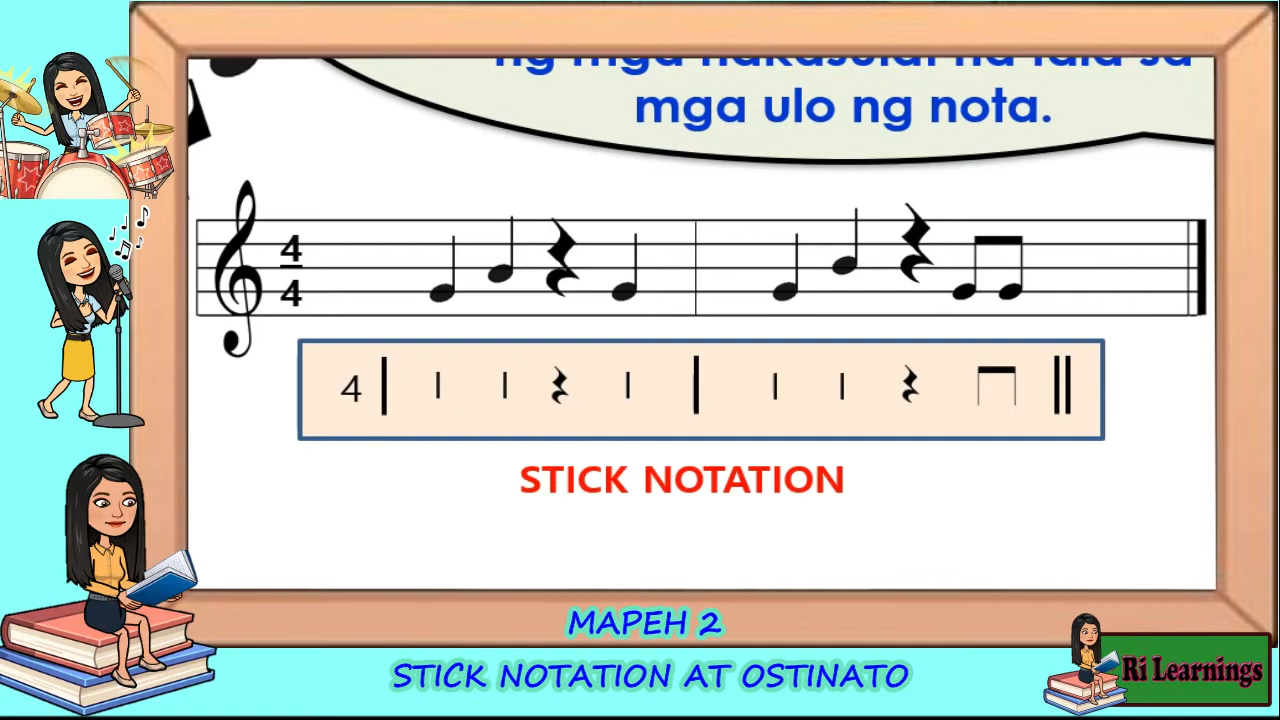 mga ulo ng nota.
4
4
4
STICK NOTATION
MAPEH 2
STICK NOTATION AT OSTINATO
Ri Learnings